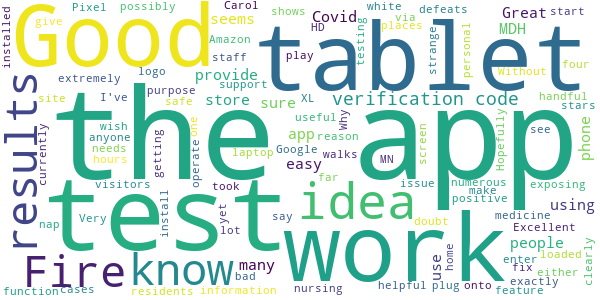 Pixel possibly Carol shows white via defeats
installed give Good seems Covid HD testing places strange personal Great start
logo Amazon play tablet MDH Without four
extremely staff
site I've purpose provide support handful
results safe store sure XL verification code stars
wish the useful app phone
currently anyone needs one app reason Why screen Hopefully see
hours getting operate laptop Google walks MN
easy far issue numerous exposing
visitors install took idea make positive using
nap test yet say doubt medicine
Very lot work Excellent
Fire know many use home people loaded
bad enter fix either clearly
function cases residents information nursing helpful plug onto exactly feature